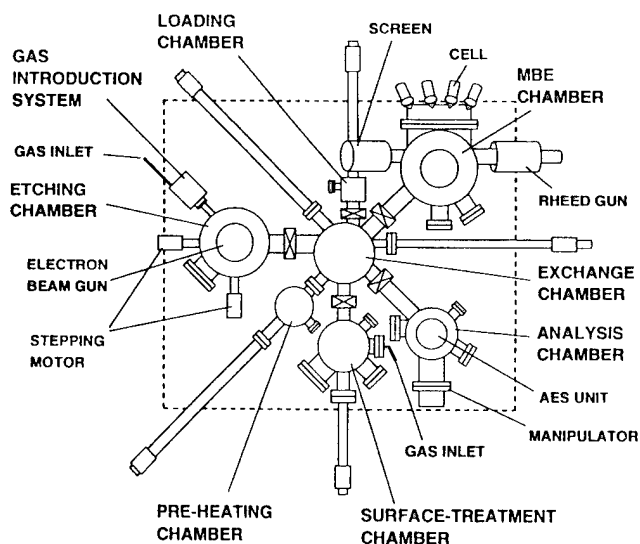 LOADING
CHAMBER
SCREEN
CELL
MBE
CHAMBER
GAS
INTRODUCTION
SYSTEM
GAS INLET
ETCHING
CHAMBER
RHEED GUN
ELECTRON
BEAM GUN
EXCHANGE
CHAMBER
STEPPING
MOTOR
ANALYSIS
CHAMBER
AES UNIT
MANIPULATOR
GAS INLET
PRE-HEATING
CHAMBER
SURFACE-TREATMENT
CHAMBER